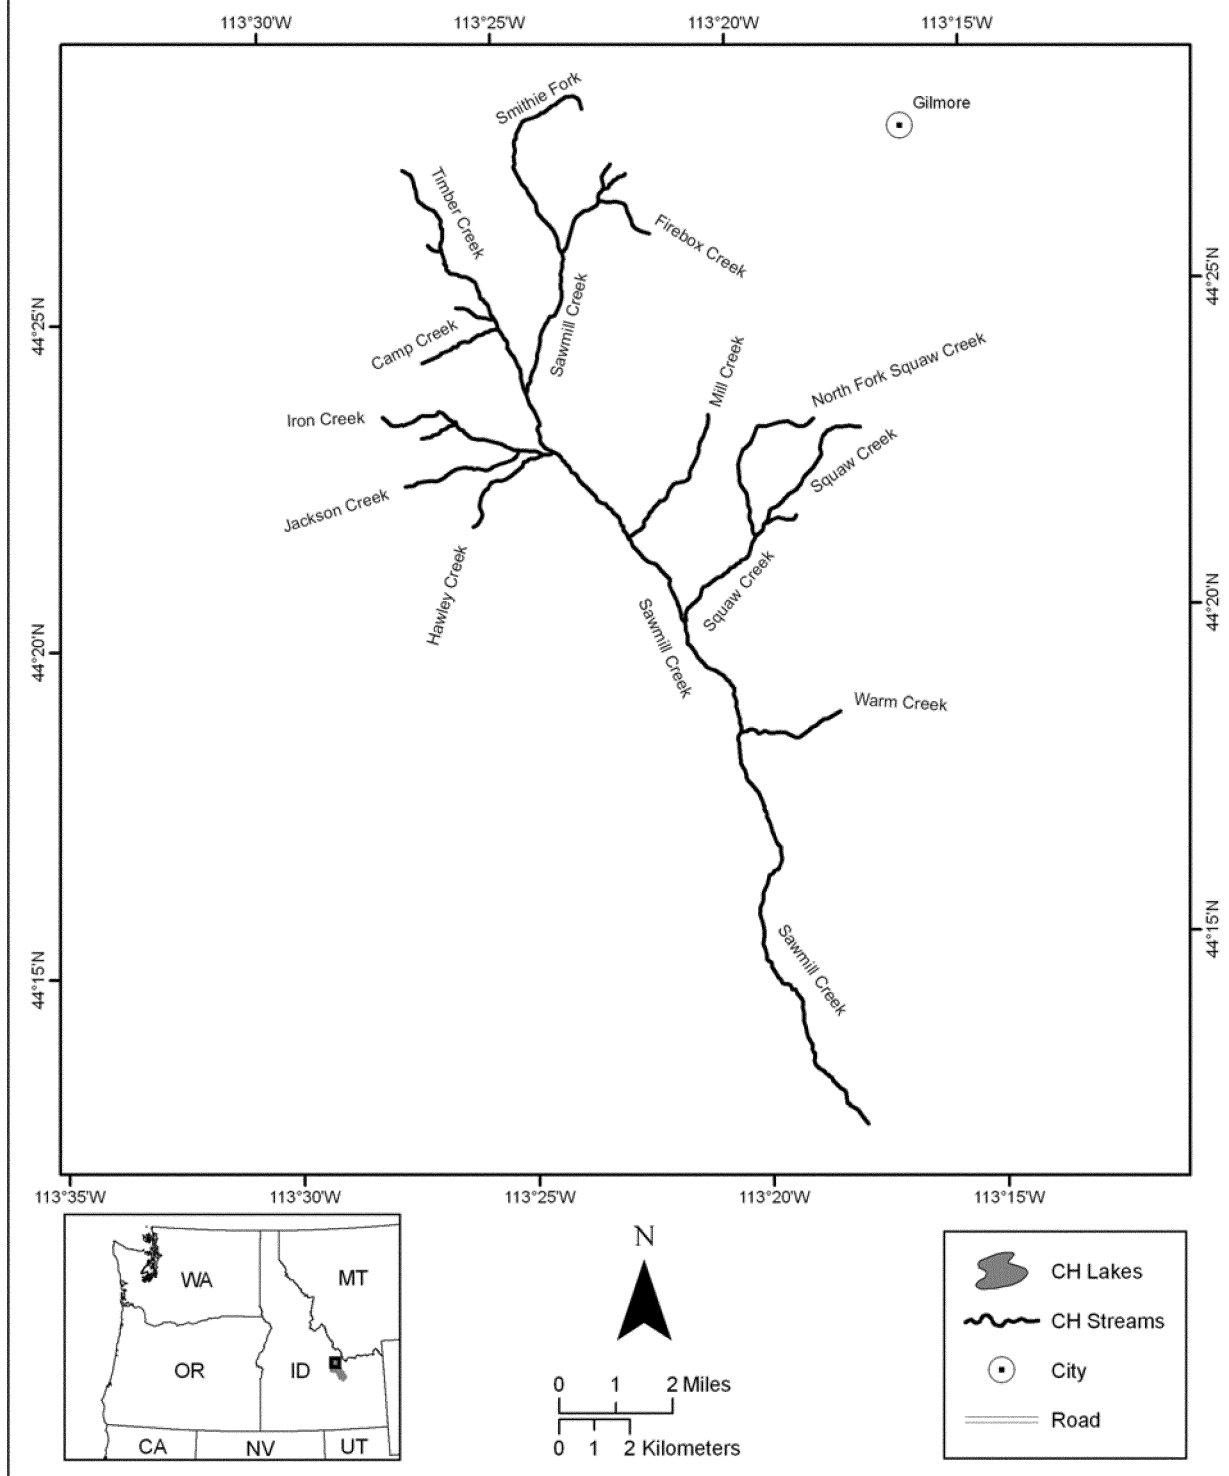 113°30'W
113°25'W
113°20'W
113°15'W
Smithie Fork
Gilmore
Timber Creek
Firebox Creek
44°25'N
Sawmill Creek
44°25'N
Camp Creek
Mill Creek
North Fork Squaw Creek
Iron Creek
Squaw Creek
Jackson Creek
Hawley Creek
Squaw Creek
44°20'N
Sawmill Creek
44°20'N
Warm Creek
44°15'N
Sawmill Creek
44°15'N
113°35'W
113°30'W
113°25'W
113°20'W
113°15'W
WA
MT
OR
ID
CA
NV
UT
N
0 1 2 Miles
0 1 2 Kilometers
CH Lakes
CH Streams
City
Road